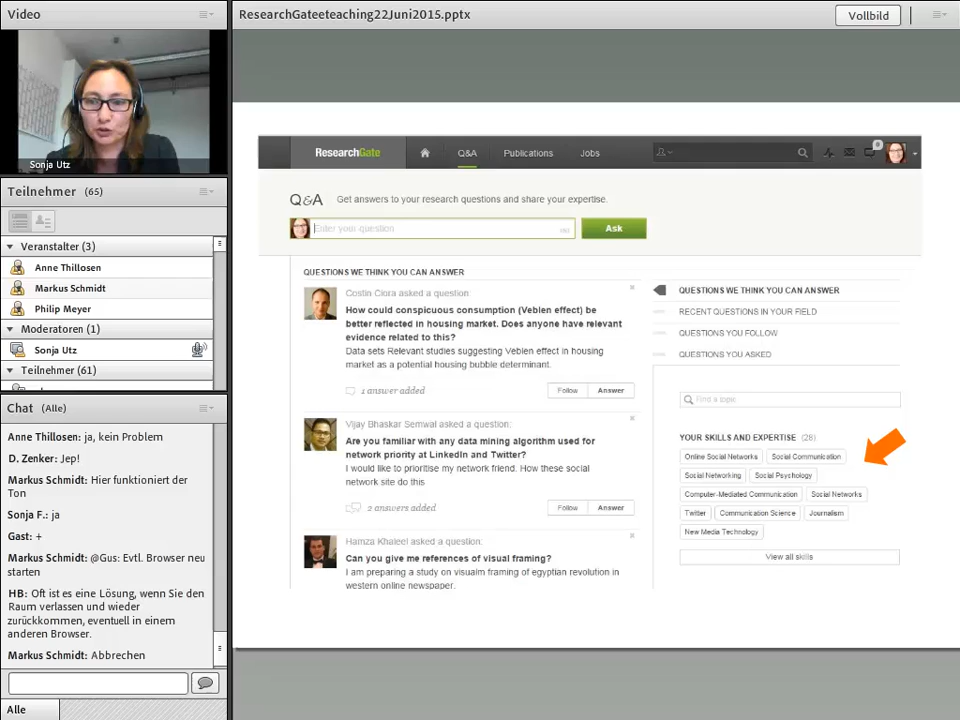 Video
Sonja Utz
Teilnehmer (65)
Veranstalter (3)
Anne Thillosen
Markus Schmidt
Philip Meyer
Moderatoren (1)
Sonja Utz
Teilnehmer (61)
Chat (Alle)
Anne Thillosen: ja, kein Problem
D. Zenker: Jep!
Markus Schmidt: Hier funktioniert der
Ton
Sonja F.: ja
Gast: +
Markus Schmidt: @Gus: Evtl. Browser neu
starten
HB: Oft ist es eine Lösung, wenn Sie den
Raum verlassen und wieder
zurückkommen, eventuell in einem
anderen Browser.
Markus Schmidt: Abbrechen
Alle
ResearchGateeteaching22Juni2015.pptx
Vollbild
ResearchGate
Q&A
Publications
Jobs
0
Q&A Get answers to your research questions and share your expertise.
Enter your question
Ask
QUESTIONS WE THINK YOU CAN ANSWER
Costin Ciora asked a question:
How could conspicuous consumption (Veblen effect) be
better reflected in housing market. Does anyone have relevant
evidence related to this?
Data sets Relevant studies suggesting Veblen effect in housing
market as a potential housing bubble determinant.
1 answer added
Follow Answer
Vijay Bhaskar Semwal asked a question:
Are you familiar with any data mining algorithm used for
network priority at LinkedIn and Twitter?
I would like to prioritise my network friend. How these social
network site do this
2 answers added
Follow Answer
Hamza Khaleel asked a question:
Can you give me references of visual framing?
I am preparing a study on visualm framing of egyptian revolution in
western online newspaper.
QUESTIONS WE THINK YOU CAN ANSWER
RECENT QUESTIONS IN YOUR FIELD
QUESTIONS YOU FOLLOW
QUESTIONS YOU ASKED
Find a topic
YOUR SKILLS AND EXPERTISE (28)
Online Social Networks Social Communication
Social Networking Social Psychology
Computer-Mediated Communication Social Networks
Twitter Communication Science Journalism
New Media Technology
View all skills